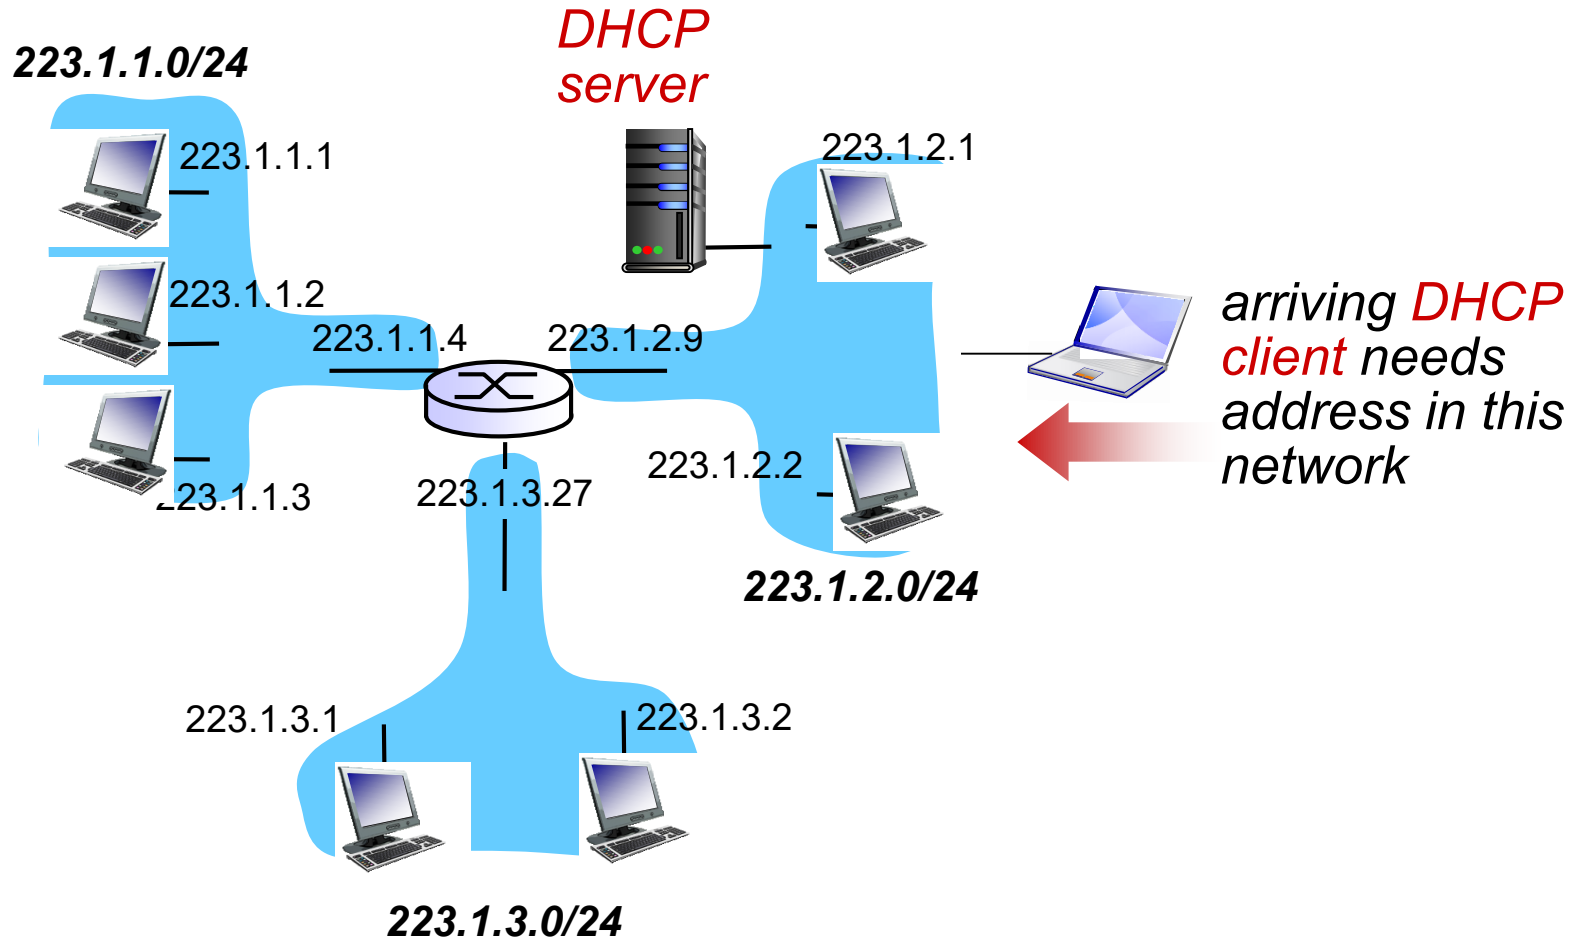 DHCP
server
223.1.1.0/24
223.1.1.1
223.1.2.1
223.1.1.2
223.1.1.4
223.1.2.9
arriving DHCP
client needs
address in this
network
223.1.2.2
223.1.1.3
223.1.3.27
223.1.2.0/24
223.1.3.1
223.1.3.2
223.1.3.0/24